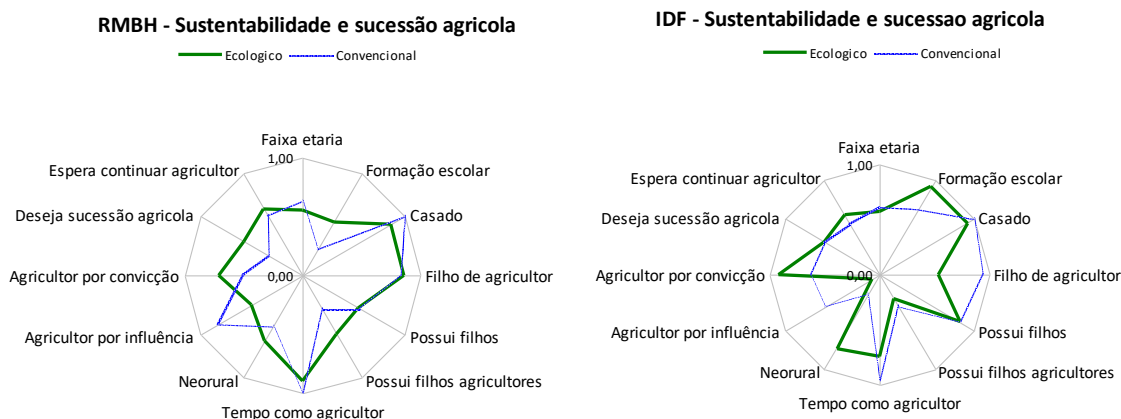 RMBH - Sustentabilidade e sucessão agricola
Ecologico Convencional
Faixa etaria
1,00
Espera continuar agricultor
Formação escolar
Deseja sucessão agricola
Casado
Agricultor por convicção
0,00
Filho de agricultor
Agricultor por influência
Possui filhos
Neorural
Possui filhos agricultores
Tempo como agricultor
IDF - Sustentabilidade e sucessao agricola
Ecologico Convencional
Faixa etaria
1,00
Espera continuar agricultor
Formação escolar
Deseja sucessão agricola
Casado
Agricultor por convicção
0,00
Filho de agricultor
Agricultor por influência
Possui filhos
Neorural
Possui filhos agricultores
Tempo como agricultor